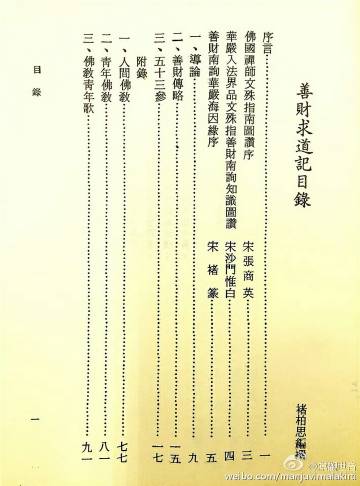 善財求道記目錄
褚柏思編撰
序言……一
佛國禪師文殊指南圖讚序 宋張商英……三
華嚴入法界品文殊指善財南詢知識圖讚 宋沙門惟白……四
善財南詢華嚴海因緣序 宋褚篆……五
一、導論……九
二、善財傳略……一五
三、五十三參……一七
附錄
一、人間佛教……七七
二、青年佛教……八一
三、佛教青年歌……九一
目錄
一
weibo.com/manjuvimalakirti